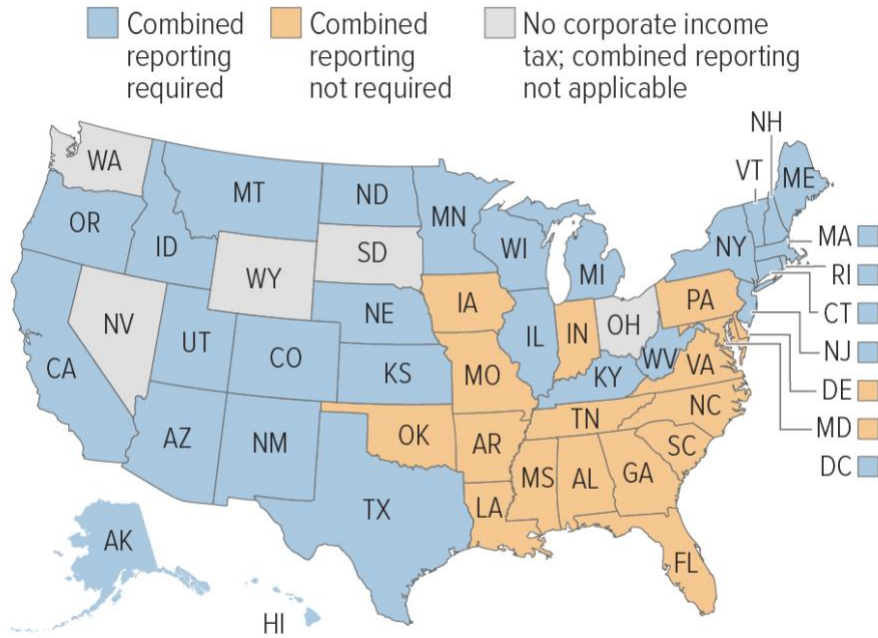 Combined
reporting
required
Combined
reporting
not required
No corporate income
tax; combined reporting
not applicable
NH
VT
ME
WA
MT
ND
MN
OR
ID
SD
WI
NY
MA
MI
RI
WY
IA
PA
CT
NE
NV
IL
IN
OH
NJ
UT
CO
WV
VA
CA
KS
MO
KY
DE
NC
TN
MD
OK
AR
SC
AZ
NM
DC
MS
AL
GA
LA
TX
AK
FL
HI